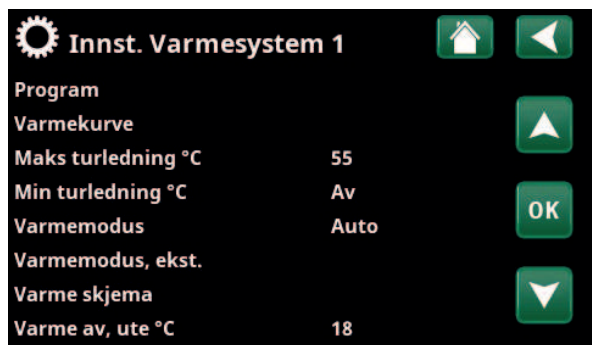 Innst. Varmesystem 1
Program
Varmekurve
Maks turledning °C 55
Min turledning °C Av
Varmemodus Auto
OK
Varmemodus, ekst.
Varme skjema
Varme av, ute °C 18